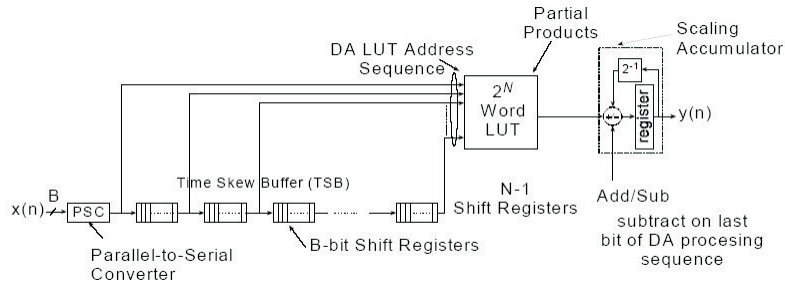 Partial
Products
Scaling
Accumulator
DA LUT Address
Sequence
2^N
Word
LUT
2^-1
+ -
register
y(n)
Time Skew Buffer (TSB)
N-1
Shift Registers
Add/Sub
subtract on last
bit of DA procesing
sequence
x(n)
B
PSC
......
......
B-bit Shift Registers
Parallel-to-Serial
Converter